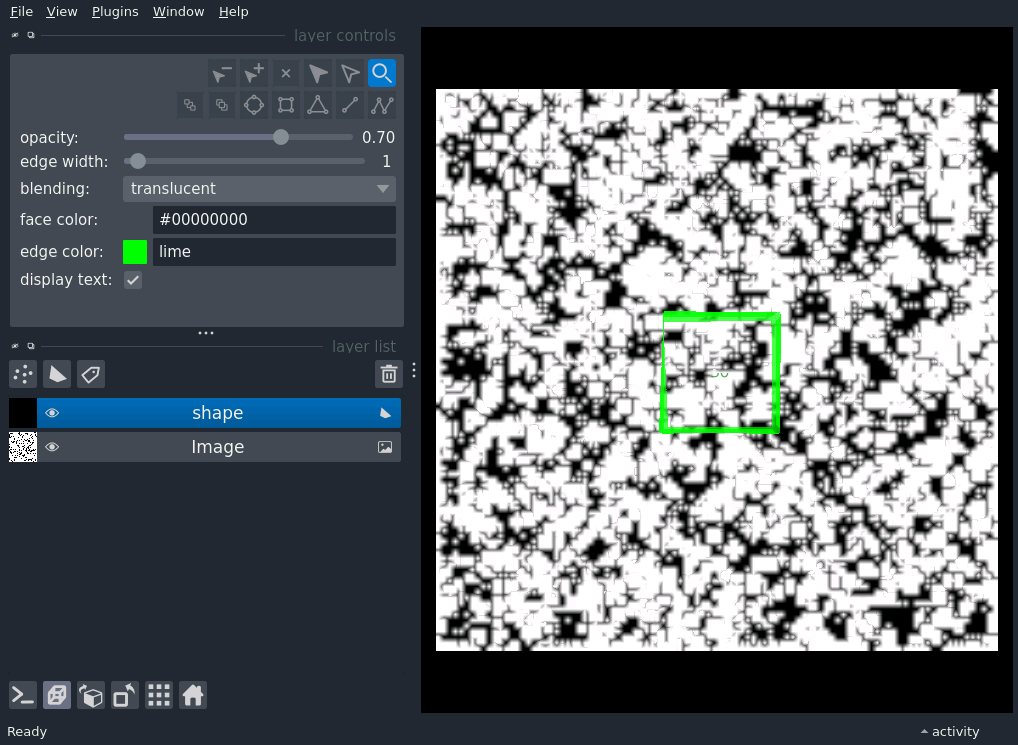 File View Plugins Window Help
layer controls
opacity: 0.70
edge width: 1
blending: translucent
face color: #00000000
edge color: lime
display text:
layer list
shape
Image
Ready
activity